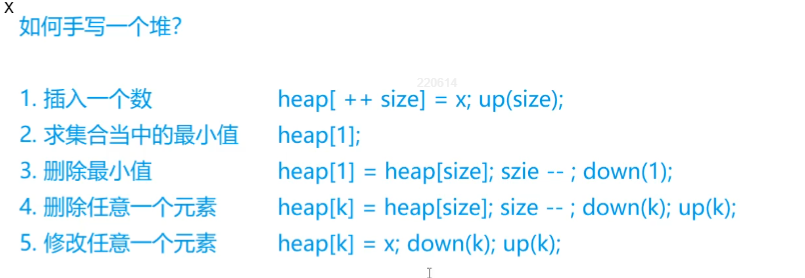 X
如何手写一个堆?
220614
1. 插入一个数 heap[ ++ size] = x; up(size);
2. 求集合当中的最小值 heap[1];
3. 删除最小值 heap[1] = heap[size]; szie -- ; down(1);
4. 删除任意一个元素 heap[k] = heap[size]; size -- ; down(k); up(k);
5. 修改任意一个元素 heap[k] = x; down(k); up(k);